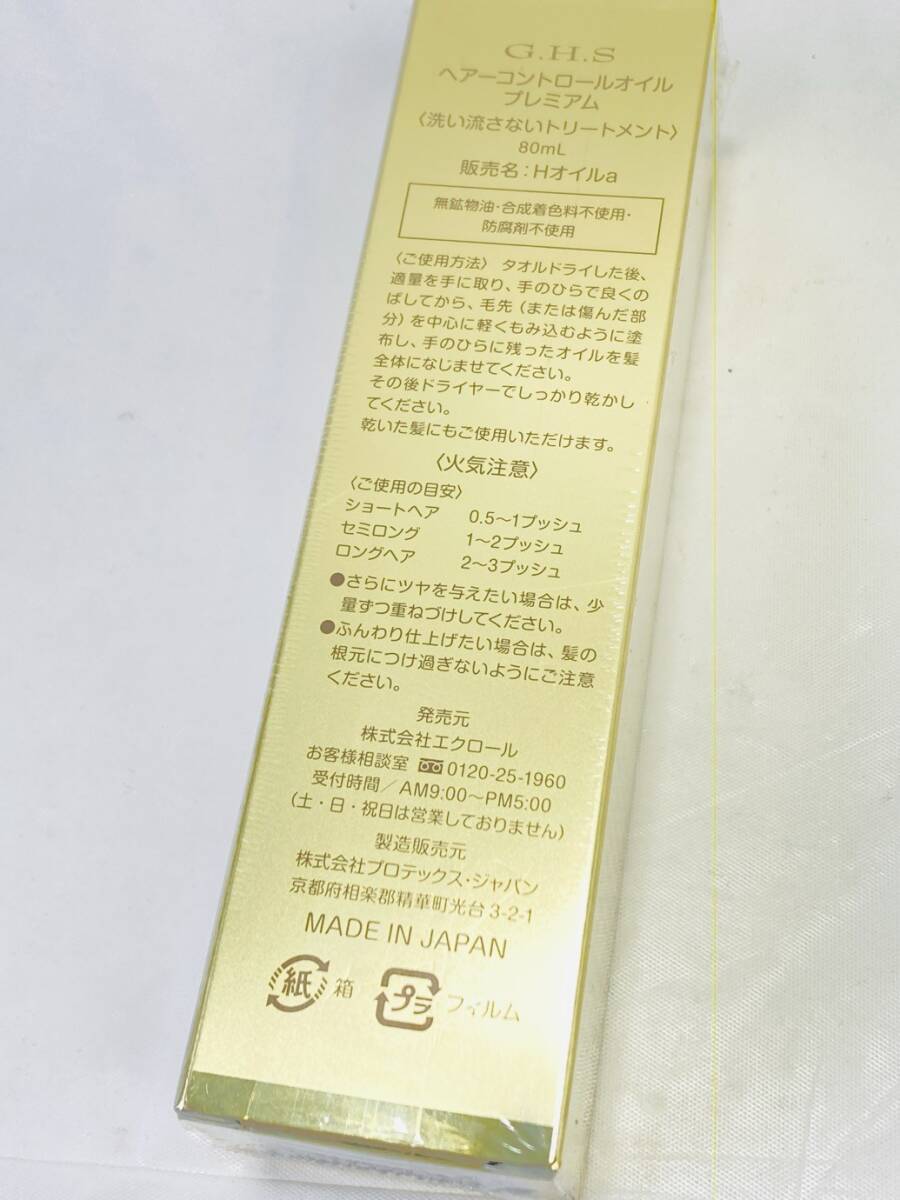 G.H.S
ヘアーコントロールオイル
プレミアム
〈洗い流さないトリートメント〉
80mL
販売名：Hオイルa
無鉱物油・合成着色料不使用・
防腐剤不使用
〈ご使用方法〉 タオルドライした後、
適量を手に取り、手のひらで良くの
ばしてから、毛先（または傷んだ部
分）を中心に軽くもみ込むように塗
布し、手のひらに残ったオイルを髪
全体になじませてください。
その後ドライヤーでしっかり乾かし
てください。
乾いた髪にもご使用いただけます。
〈火気注意〉
〈ご使用の目安〉
ショートヘア 0.5〜1プッシュ
セミロング 1〜2プッシュ
ロングヘア 2〜3プッシュ
●さらにツヤを与えたい場合は、少
量ずつ重ねづけしてください。
●ふんわり仕上げたい場合は、髪の
根元につけ過ぎないようにご注意
ください。
発売元
株式会社エクロール
お客様相談室 0120-25-1960
受付時間／AM9:00〜PM5:00
（土・日・祝日は営業しておりません）
製造販売元
株式会社プロテックス・ジャパン
京都府相楽郡精華町光台3-2-1
MADE IN JAPAN
紙 箱 プラ フィルム